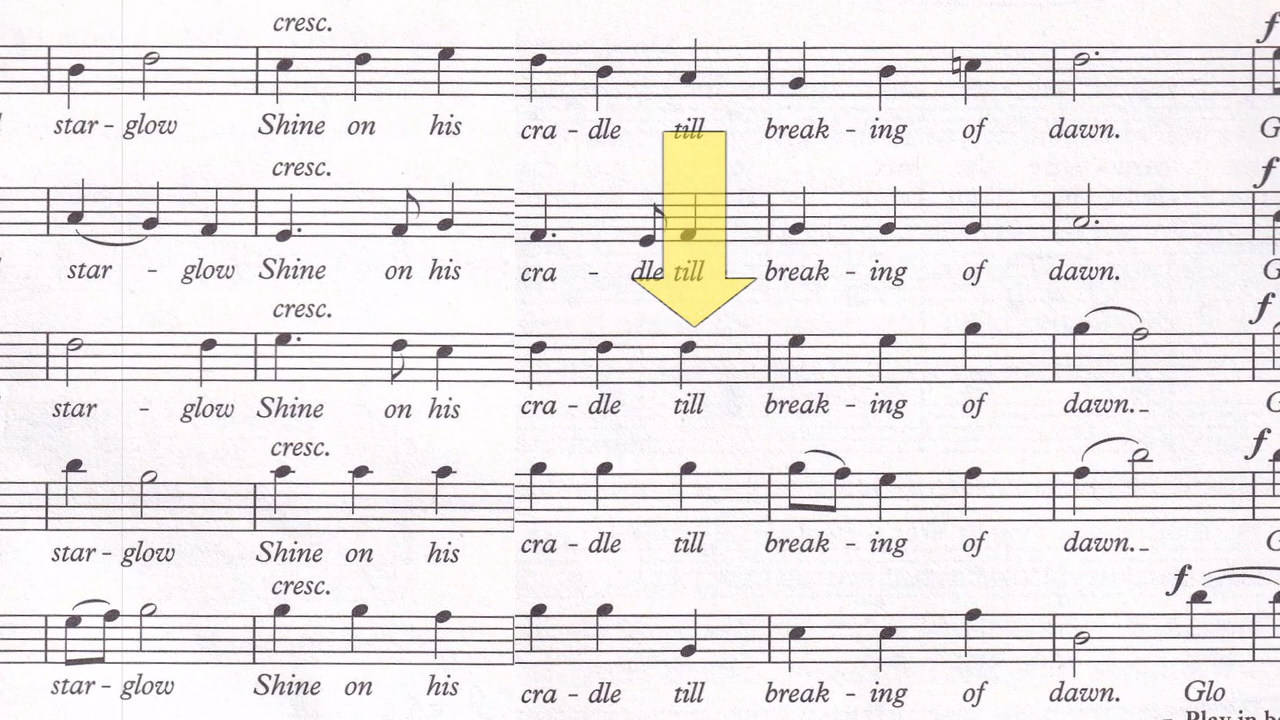 cresc. f
star - glow Shine on his cra - dle till break - ing of dawn. G
cresc. f
star - glow Shine on his cra - dle till break - ing of dawn. G
cresc. f
star - glow Shine on his cra - dle till break - ing of dawn._ G
cresc. f
star - glow Shine on his cra - dle till break - ing of dawn._ G
cresc. f
star - glow Shine on his cra - dle till break - ing of dawn. Glo
Play in